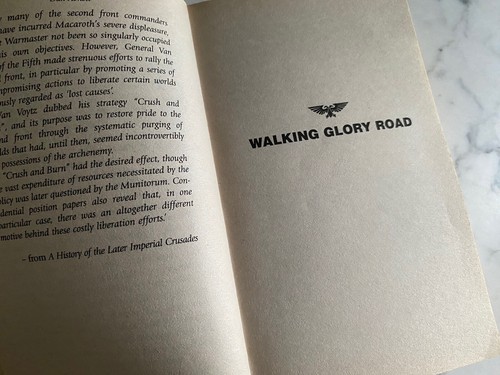 many of the second front commanders
have incurred Macaroth's severe displeasure,
Warmaster not been so singularly occupied
his own objectives. However, General Van
of the Fifth made strenuous efforts to rally the
front, in particular by promoting a series of
mpromising actions to liberate certain worlds
ously regarded as 'lost causes'.
Van Voytz dubbed his strategy "Crush and
", and its purpose was to restore pride to the
nd front through the systematic purging of
lds that had, until then, seemed incontrovertibly
possessions of the archenemy.
"Crush and Burn" had the desired effect, though
vast expenditure of resources necessitated by the
olicy was later questioned by the Munitorum. Con-
dential position papers also reveal that, in one
particular case, there was an altogether different
motive behind these costly liberation efforts.'
– from A History of the Later Imperial Crusades
WALKING GLORY ROAD